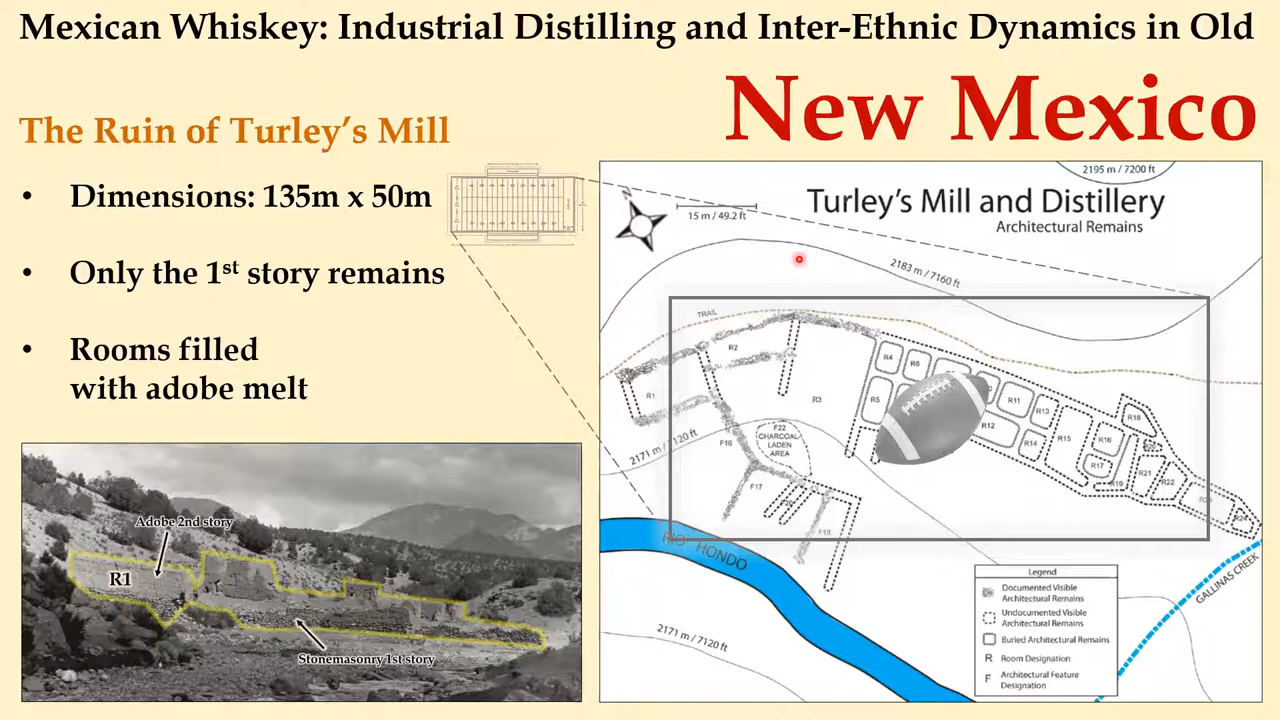 Mexican Whiskey: Industrial Distilling and Inter-Ethnic Dynamics in Old
New Mexico
The Ruin of Turley's Mill
• Dimensions: 135m x 50m
• Only the 1st story remains
• Rooms filled
with adobe melt
Adobe 2nd story
R1
Stonemasonry 1st story
2195 m / 7200 ft
Turley's Mill and Distillery
Architectural Remains
N
15 m / 49.2 ft
2183 m / 7160 ft
TRAIL
R2
R1
R3
R4
R6
R5
R11
R13
R12
R14
R15
R18
R16
R17
R19
R21
R22
R24
F22
CHARCOAL
LADEN
AREA
F16
F17
F18
2171 m / 7120 ft
RIO HONDO
GALLINAS CREEK
2171 m / 7120 ft
Legend
Documented Visible
Architectural Remains
Undocumented Visible
Architectural Remains
Buried Architectural Remains
R Room Designation
F Architectural Feature
Designation